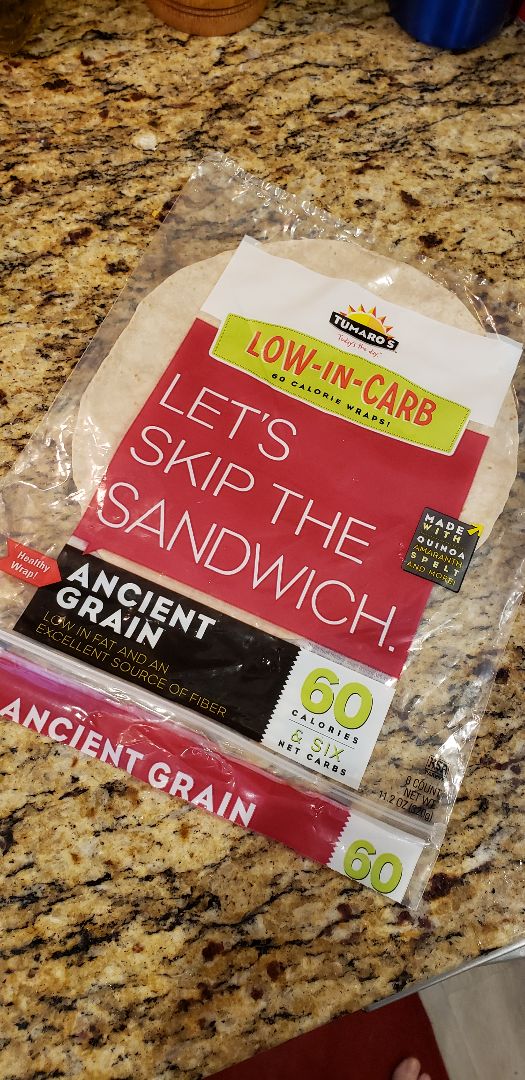 TUMARO'S
Today's the day
LOW-IN-CARB
60 CALORIE WRAPS!
LET'S
SKIP THE
SANDWICH.
MADE
WITH
QUINOA
AMARANTH
SPELT
AND MORE!
Healthy
Wrap!
ANCIENT
GRAIN
LOW IN FAT AND AN
EXCELLENT SOURCE OF FIBER
60
CALORIES
& SIX
NET CARBS
8 COUNT
NET WT
11.2 OZ (320g)
ANCIENT GRAIN
60